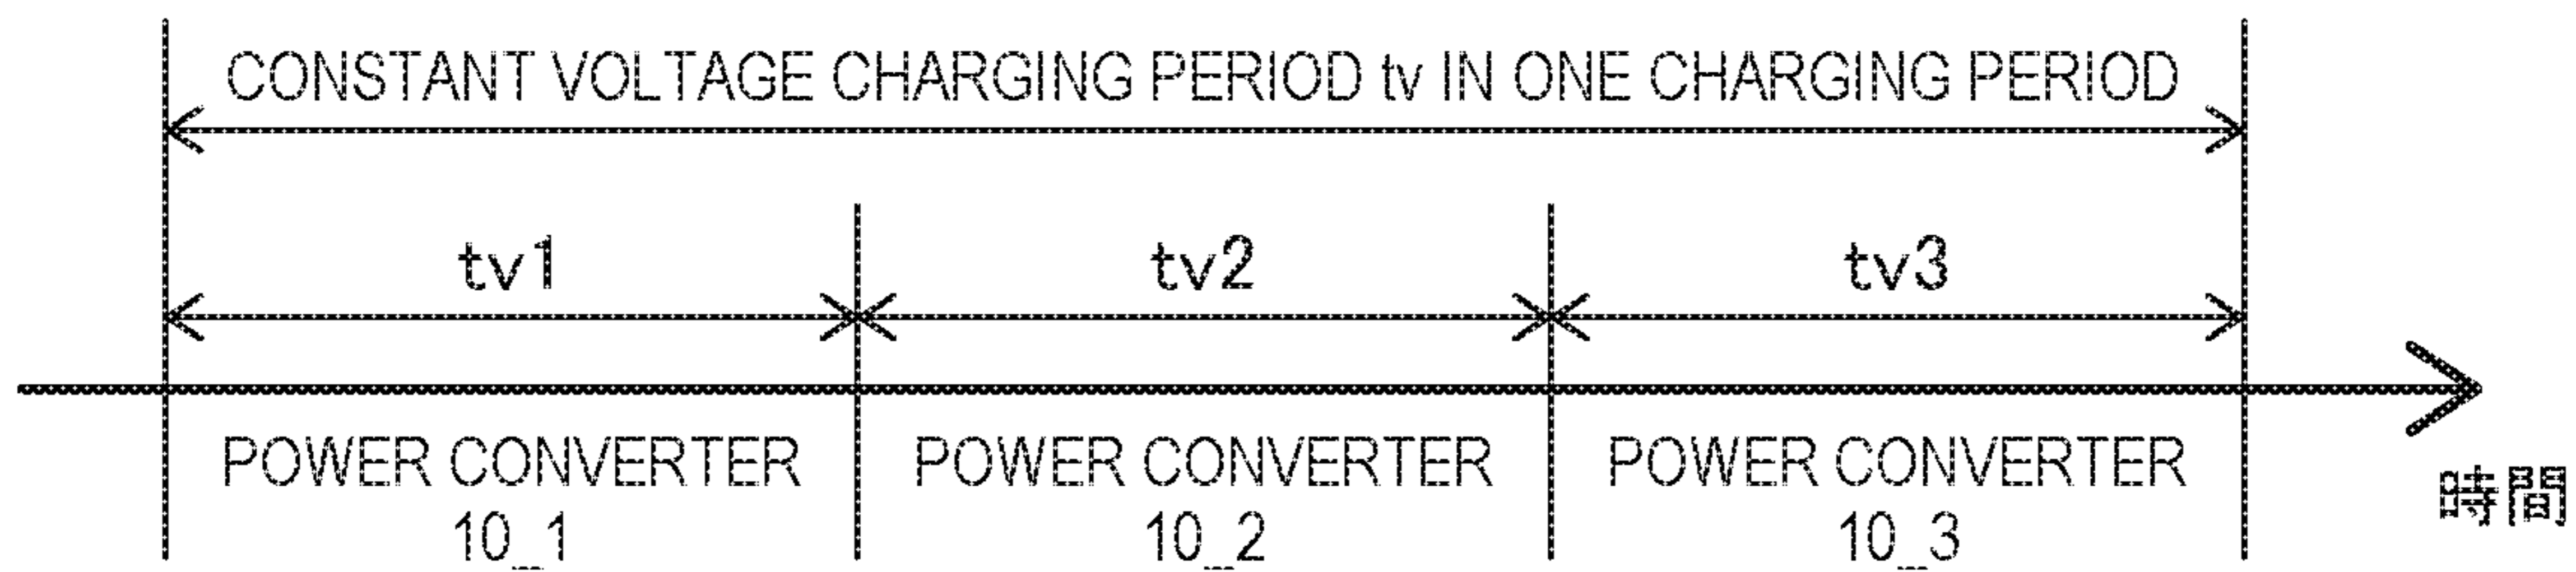 CONSTANT VOLTAGE CHARGING PERIOD tv IN ONE CHARGING PERIOD
tv1 tv2 tv3
POWER CONVERTER POWER CONVERTER POWER CONVERTER
10_1 10_2 10_3
時間